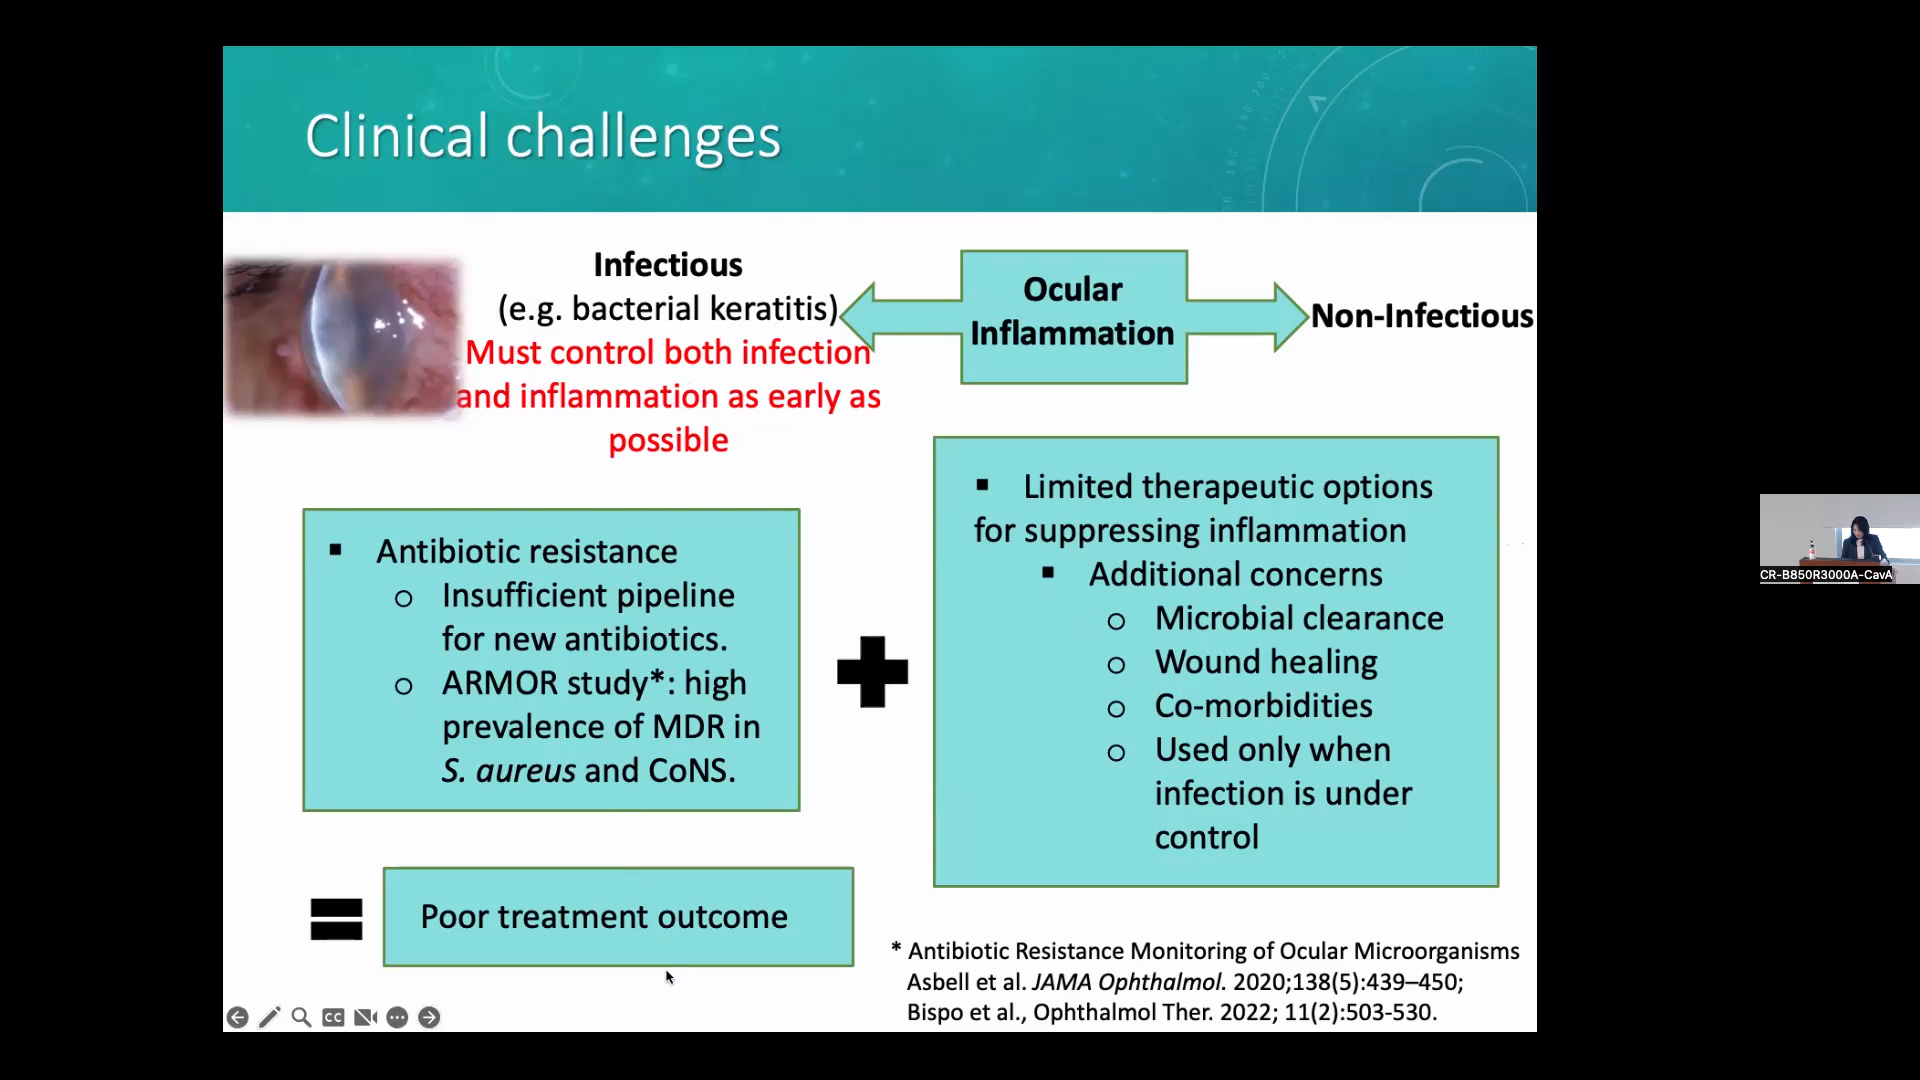 Clinical challenges
Infectious
(e.g. bacterial keratitis)
Must control both infection
and inflammation as early as
possible
Ocular
Inflammation
Non-Infectious
▪ Antibiotic resistance
o Insufficient pipeline
for new antibiotics.
o ARMOR study*: high
prevalence of MDR in
S. aureus and CoNS.
▪ Limited therapeutic options
for suppressing inflammation
▪ Additional concerns
o Microbial clearance
o Wound healing
o Co-morbidities
o Used only when
infection is under
control
Poor treatment outcome
* Antibiotic Resistance Monitoring of Ocular Microorganisms
Asbell et al. JAMA Ophthalmol. 2020;138(5):439–450;
Bispo et al., Ophthalmol Ther. 2022; 11(2):503-530.
CC
CR-B850R3000A-CavA